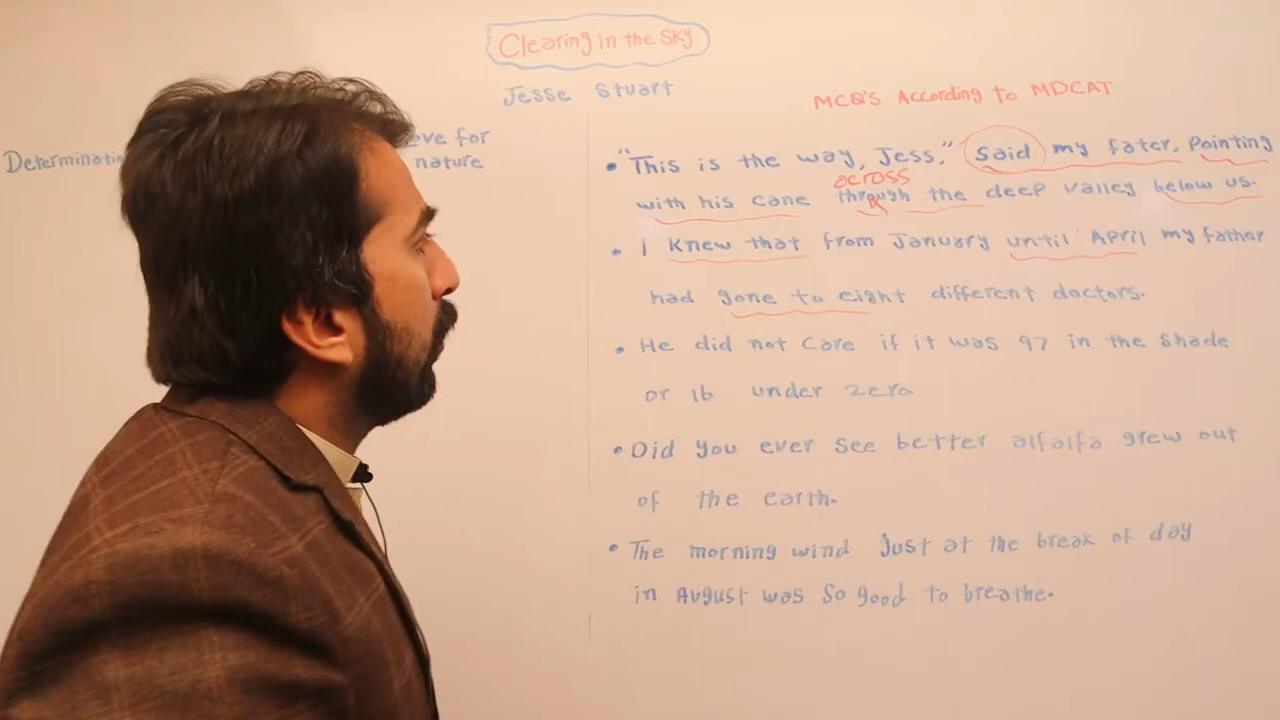 Clearing in the Sky
Jesse Stuart
Determinatio
eve for
nature
MCQ'S According to MDCAT
• "This is the way, Jess," Said my fater, Pointing
across
with his cane through the deep valley below us.
• I Knew that from January until April my father
had gone to eight different doctors.
• He did not Care if it was 97 in the shade
or 16 under zero
• Did you ever see better alfalfa grew out
of the earth.
• The morning wind Just at the break of day
in August was so good to breathe.